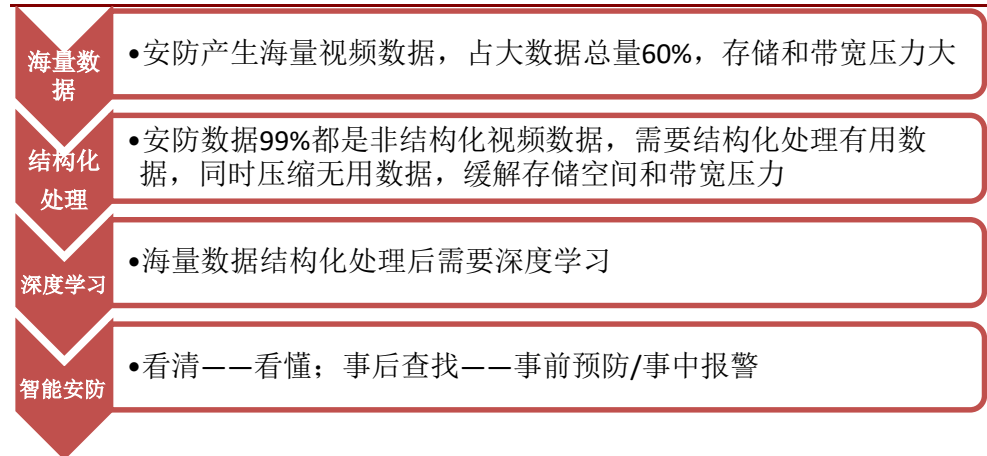 海量数
据
•安防产生海量视频数据，占大数据总量60%，存储和带宽压力大
结构化
处理
•安防数据99%都是非结构化视频数据，需要结构化处理有用数
据，同时压缩无用数据，缓解存储空间和带宽压力
深度学习
•海量数据结构化处理后需要深度学习
智能安防
•看清——看懂；事后查找——事前预防/事中报警